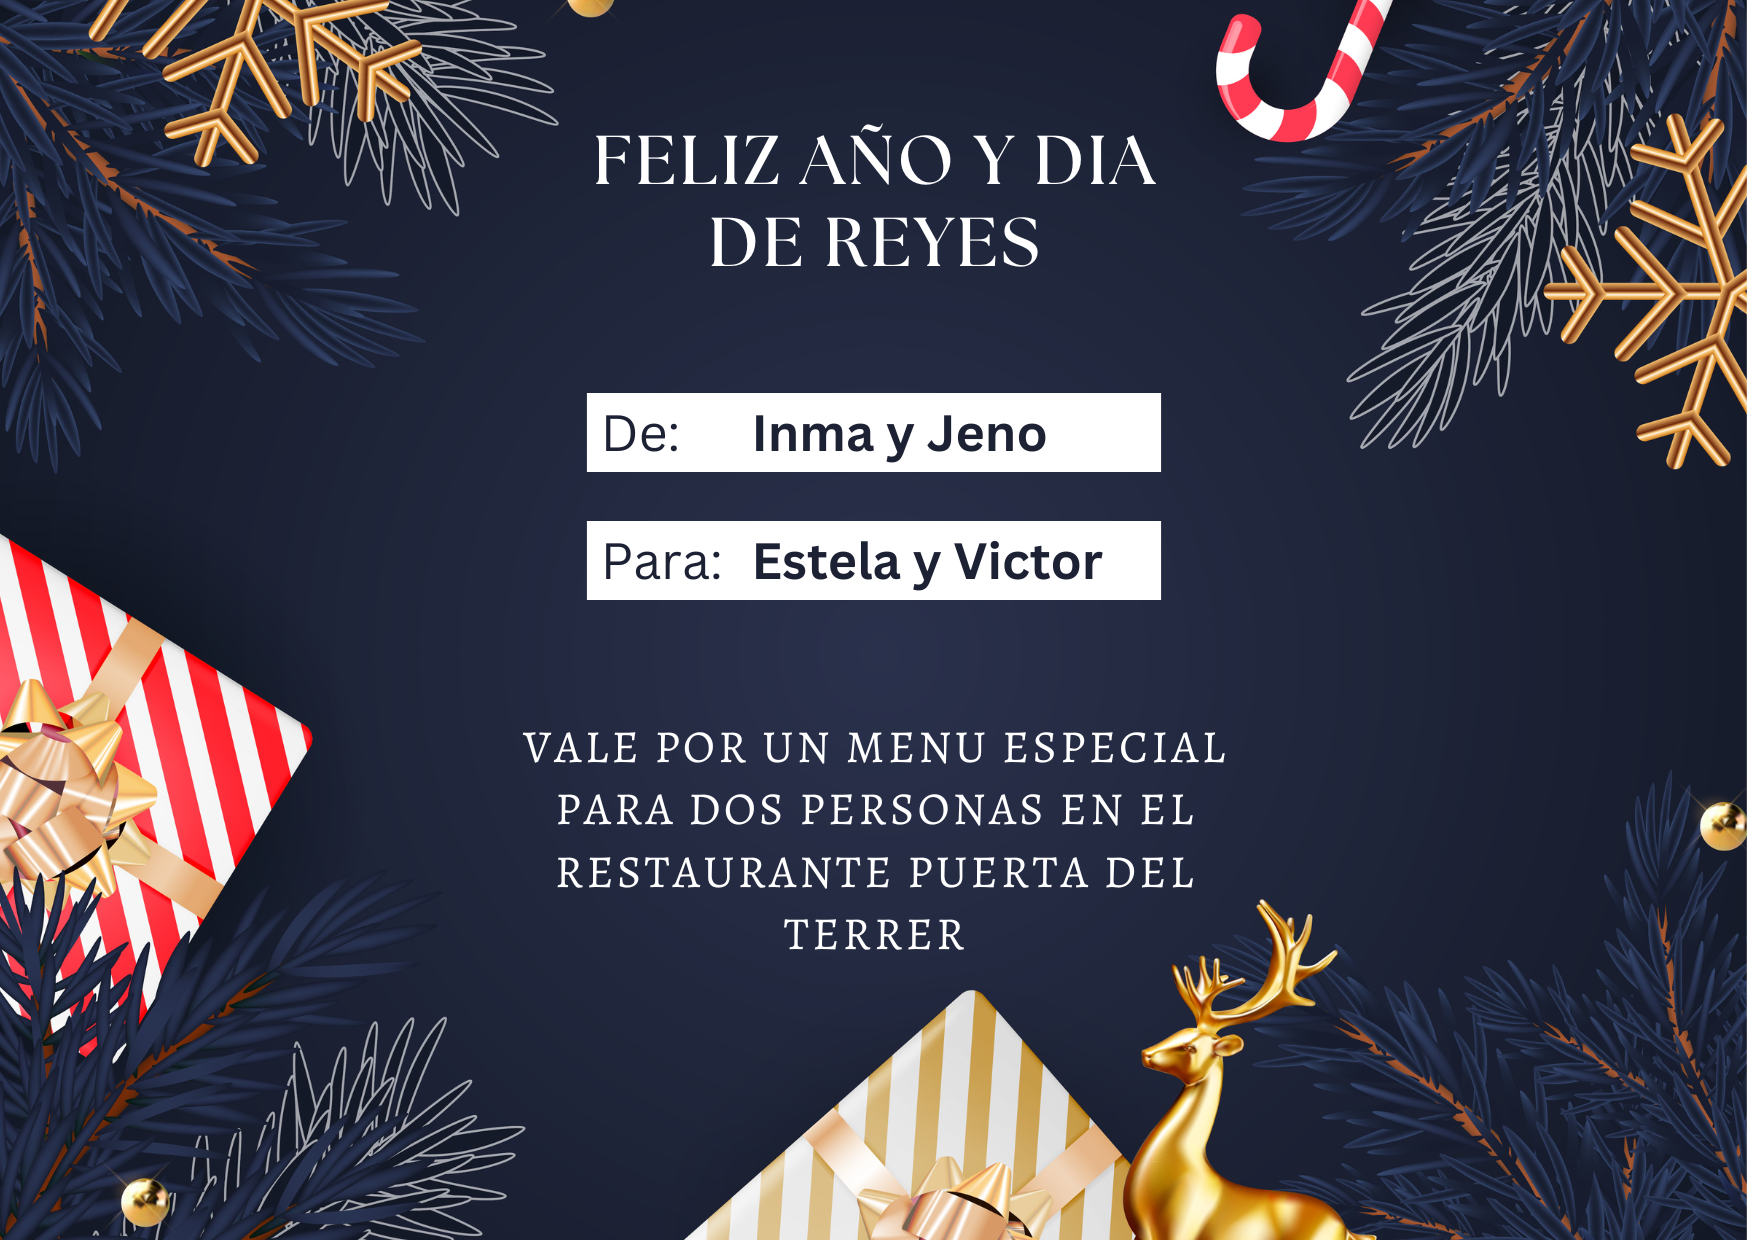 FELIZ AÑO Y DIA
DE REYES
De: Inma y Jeno
Para: Estela y Victor
VALE POR UN MENU ESPECIAL
PARA DOS PERSONAS EN EL
RESTAURANTE PUERTA DEL
TERRER